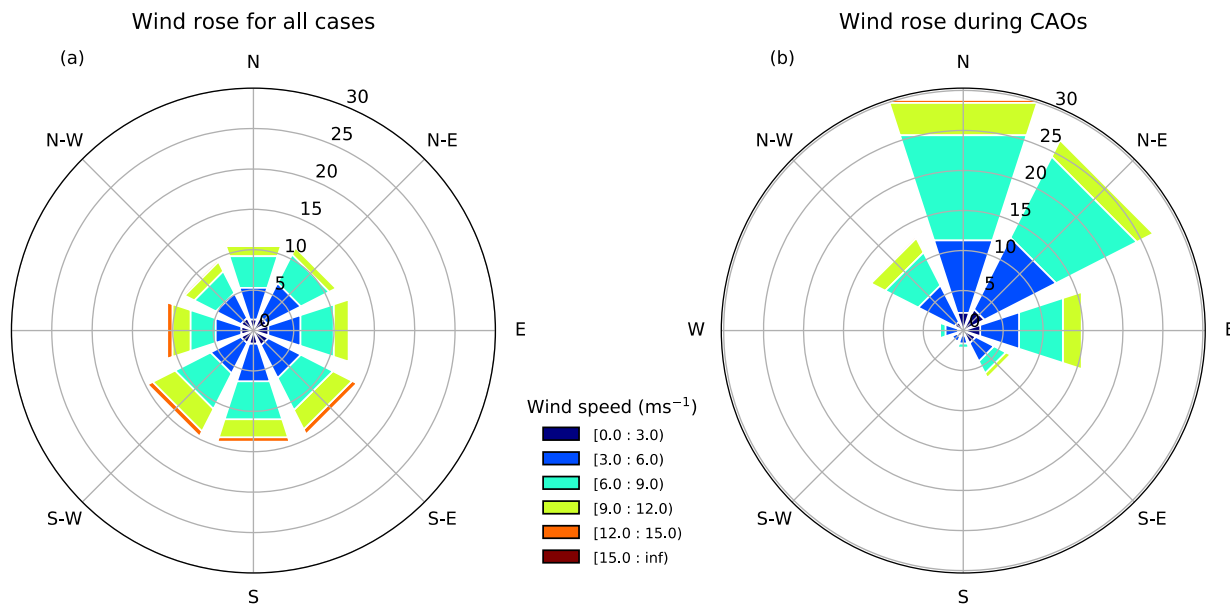 Wind rose for all cases
Wind rose during CAOs
(a)
N
N-W
N-E
E
S-W
S-E
S
0
5
10
15
20
25
30
Wind speed (ms⁻¹)
[0.0 : 3.0)
[3.0 : 6.0)
[6.0 : 9.0)
[9.0 : 12.0)
[12.0 : 15.0)
[15.0 : inf)
(b)
N
N-W
N-E
W
E
S-W
S-E
S
0
5
10
15
20
25
30